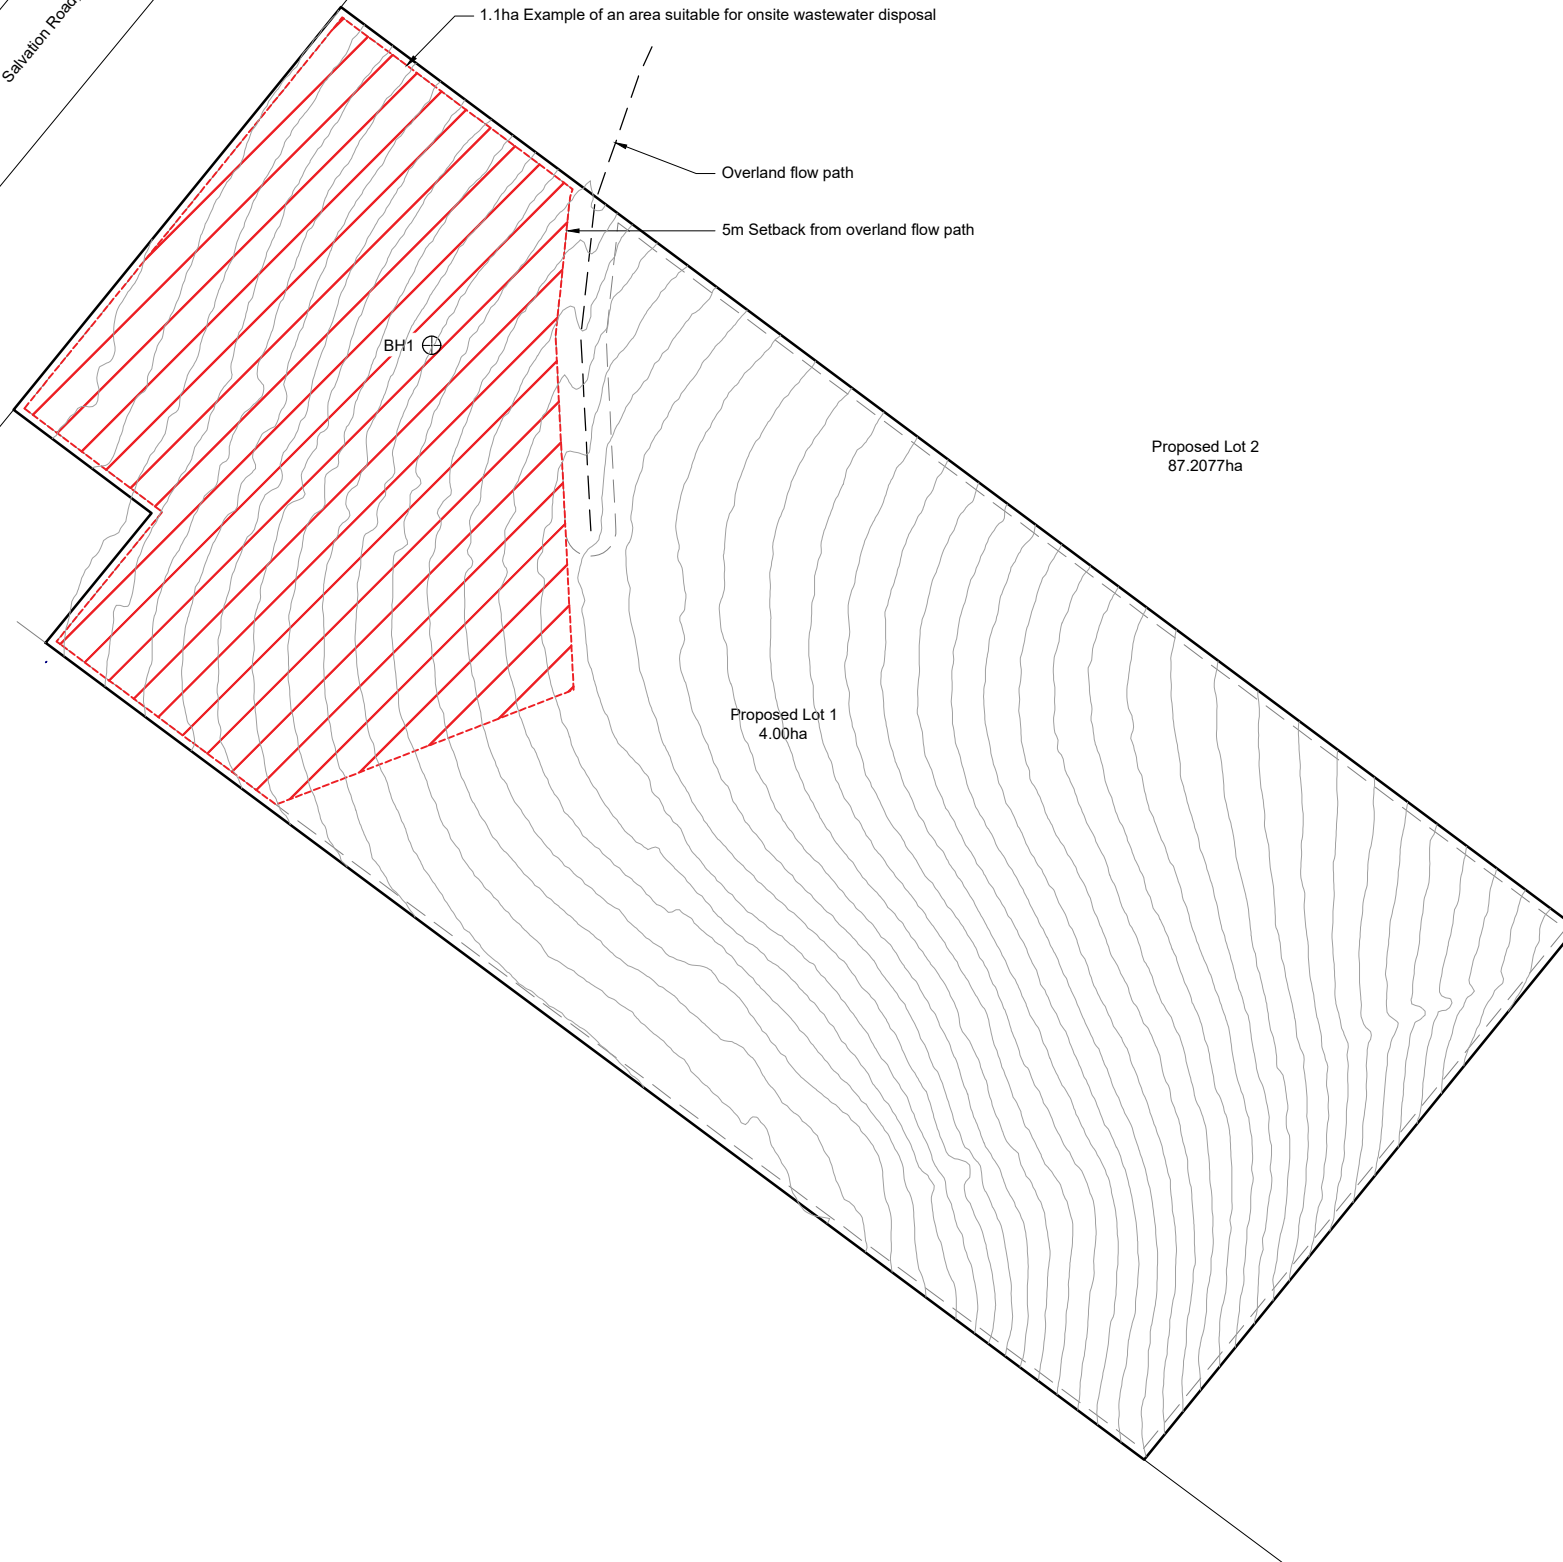 1.1ha Example of an area suitable for onsite wastewater disposal
Salvation Road
Overland flow path
5m Setback from overland flow path
BH1
Proposed Lot 2
87.2077ha
Proposed Lot 1
4.00ha